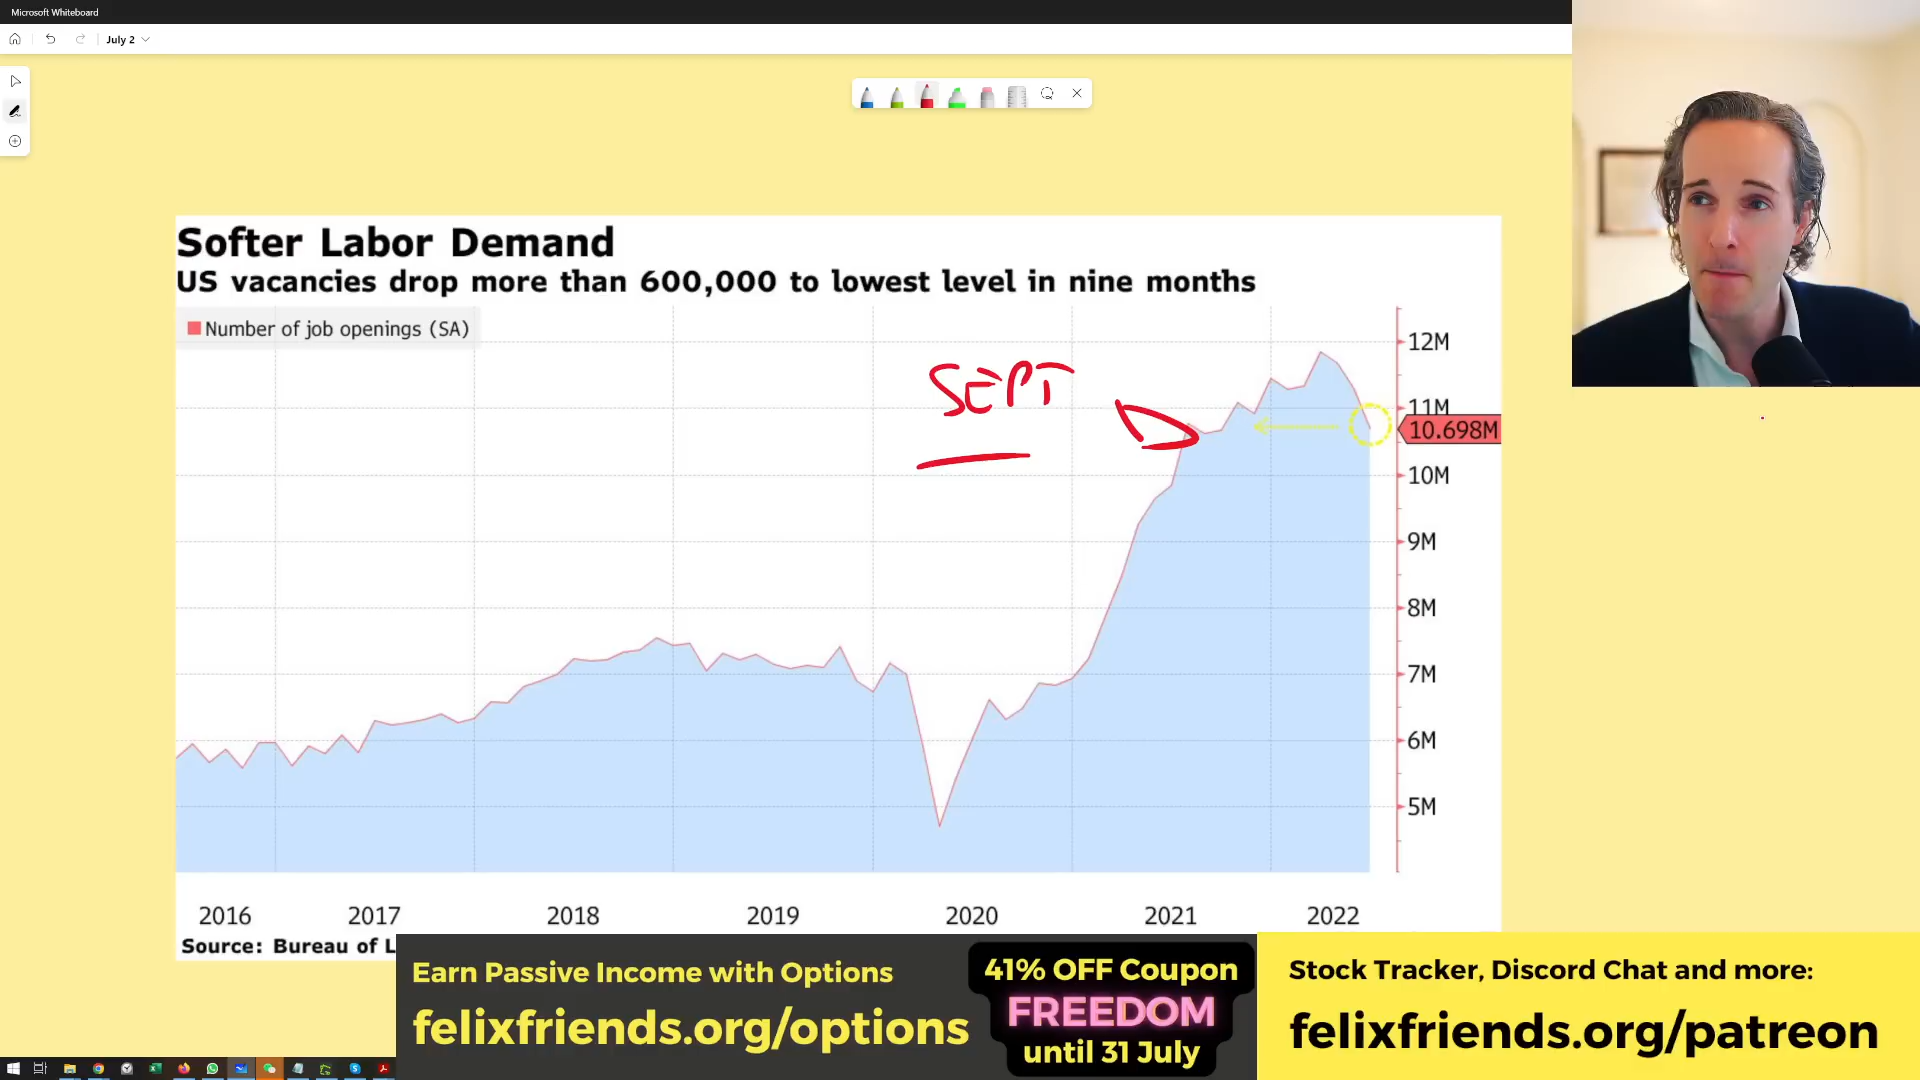 Microsoft Whiteboard
July 2
Softer Labor Demand
US vacancies drop more than 600,000 to lowest level in nine months
Number of job openings (SA)
SEPT
12M
11M
10.698M
10M
9M
8M
7M
6M
5M
2016 2017 2018 2019 2020 2021 2022
Source: Bureau of L
Earn Passive Income with Options
felixfriends.org/options
41% OFF Coupon
FREEDOM
until 31 July
Stock Tracker, Discord Chat and more:
felixfriends.org/patreon